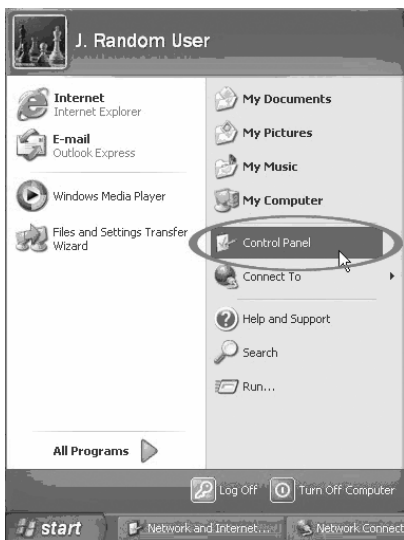 J. Random User
Internet
Internet Explorer
E-mail
Outlook Express
Windows Media Player
Files and Settings Transfer
Wizard
All Programs
My Documents
My Pictures
My Music
My Computer
Control Panel
Connect To
Help and Support
Search
Run...
Log Off
Turn Off Computer
start
Network and Internet...
Network Connect